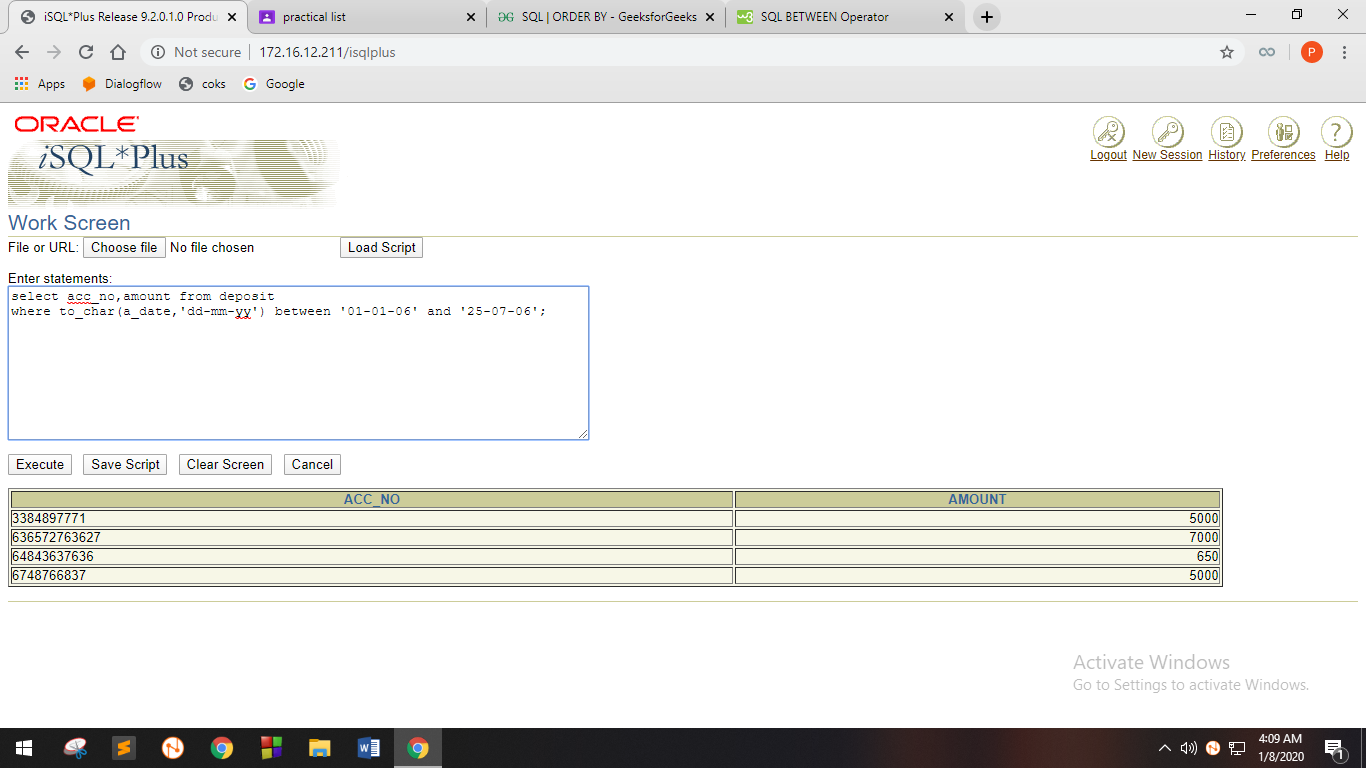 iSQL*Plus Release 9.2.0.1.0 Produ
practical list
SQL | ORDER BY - GeeksforGeeks
SQL BETWEEN Operator
Not secure | 172.16.12.211/isqlplus
P
Apps
Dialogflow
coks
Google
ORACLE
iSQL*Plus
Logout
New Session
History
Preferences
Help
Work Screen
File or URL: Choose file No file chosen Load Script
Enter statements:
select acc_no,amount from deposit
where to_char(a_date,'dd-mm-yy') between '01-01-06' and '25-07-06';
Execute Save Script Clear Screen Cancel
ACC_NO AMOUNT
3384897771 5000
636572763627 7000
64843637636 650
6748766837 5000
Activate Windows
Go to Settings to activate Windows.
4:09 AM
1/8/2020
1